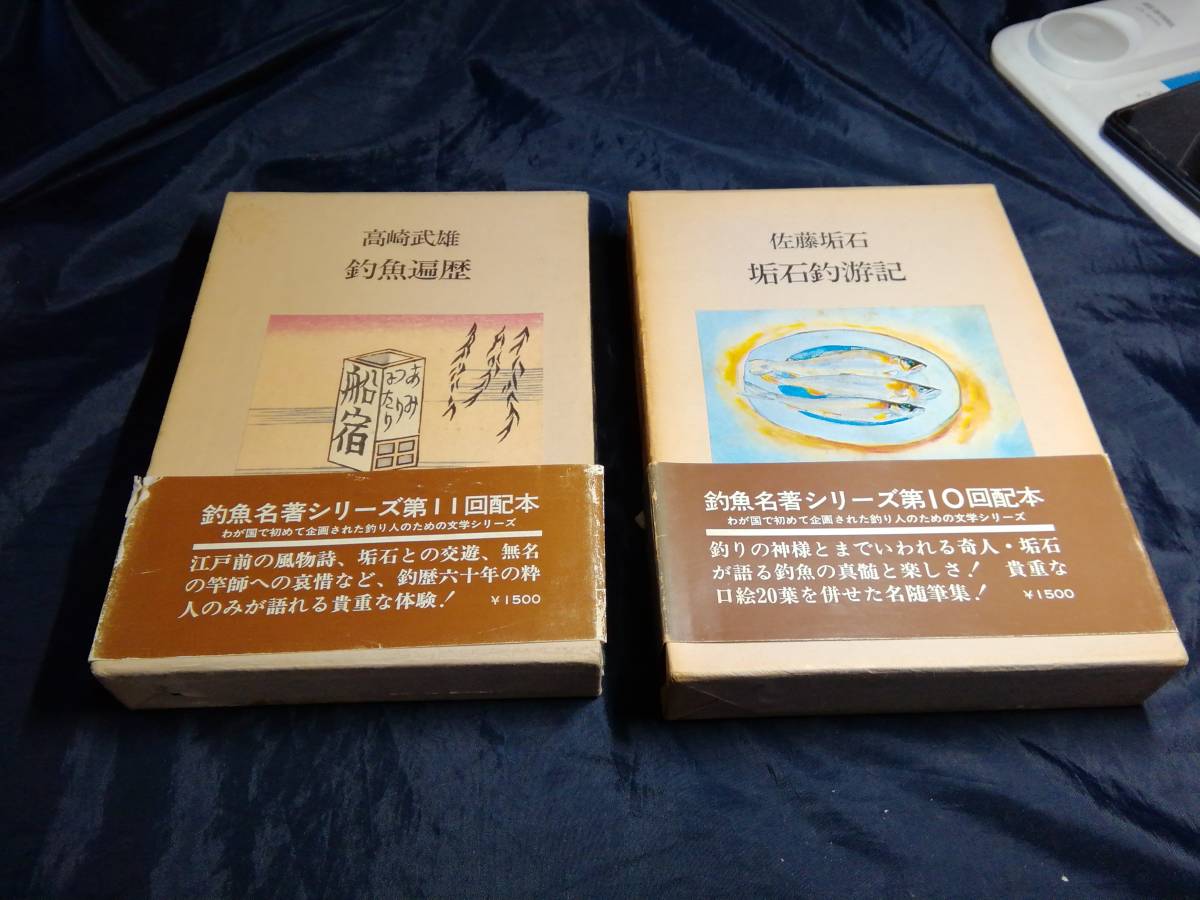 高崎武雄
釣魚遍歴
あみ
つり
船宿
釣魚名著シリーズ第11回配本
わが国で初めて企画された釣り人のための文学シリーズ
江戸前の風物詩、垢石との交遊、無名
の竿師への哀惜など、釣歴六十年の粋
人のみが語れる貴重な体験! ¥1500
佐藤垢石
垢石釣游記
釣魚名著シリーズ第10回配本
わが国で初めて企画された釣り人のための文学シリーズ
釣りの神様とまでいわれる奇人・垢石
が語る釣魚の真髄と楽しさ! 貴重な
口絵20葉を併せた名随筆集! ¥1500